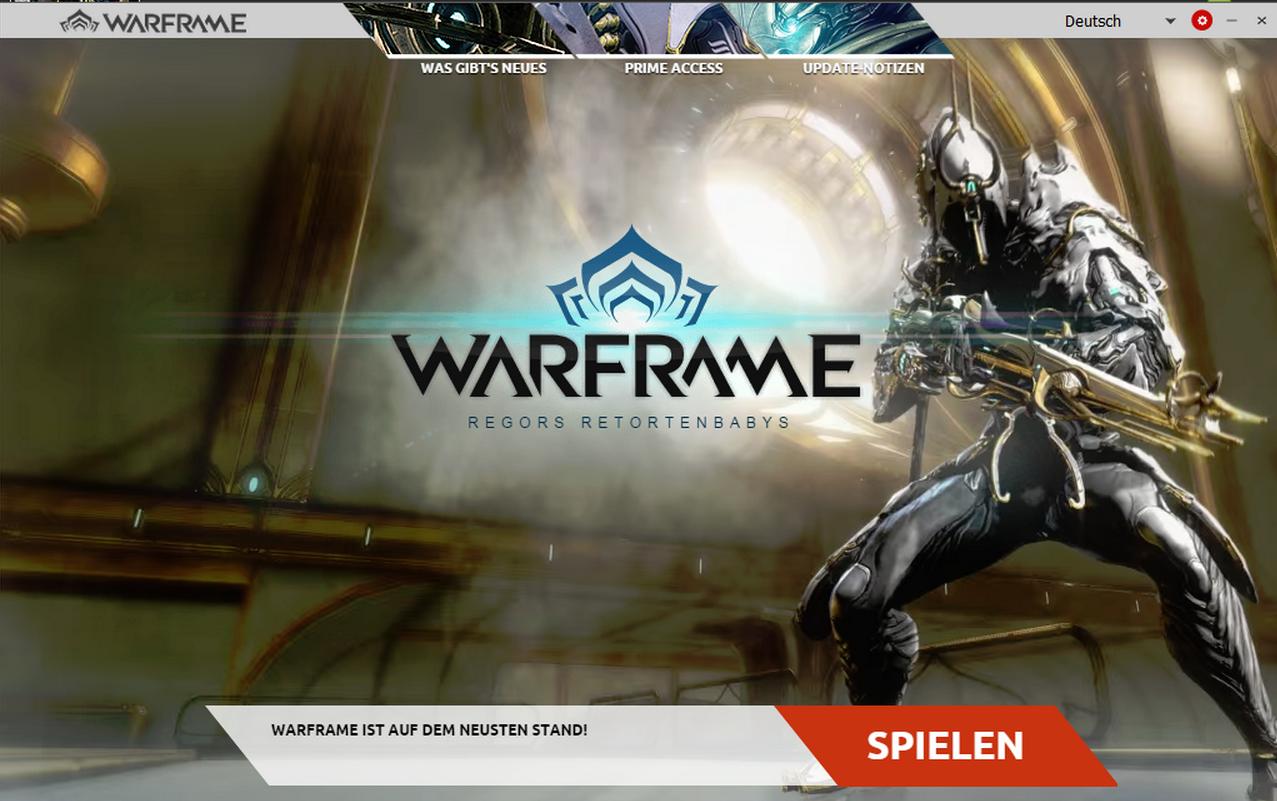 WARFRAME
Deutsch
WAS GIBT'S NEUES
PRIME ACCESS
UPDATE-NOTIZEN
WARFRAME
REGORS RETORTENBABYS
WARFRAME IST AUF DEM NEUSTEN STAND!
SPIELEN